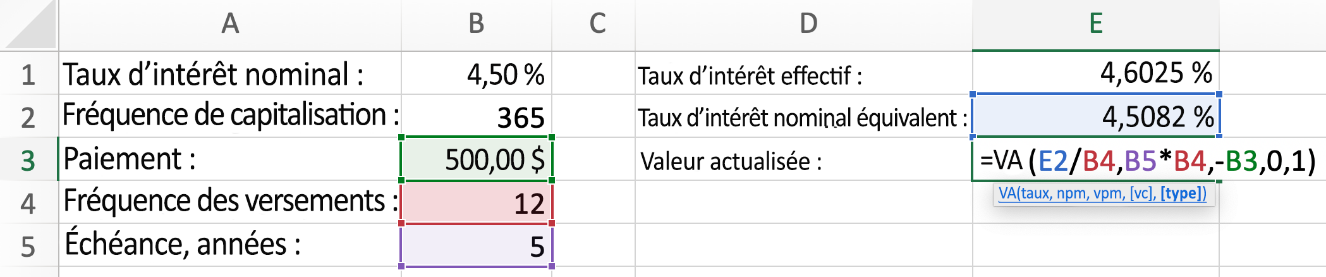 A B C D E
1 Taux d’intérêt nominal : 4,50 % Taux d’intérêt effectif : 4,6025 %
2 Fréquence de capitalisation : 365 Taux d’intérêt nominal équivalent : 4,5082 %
3 Paiement : 500,00 $ Valeur actualisée : =VA (E2/B4,B5*B4,-B3,0,1)
VA(taux, npm, vpm, [vc], [type])
4 Fréquence des versements : 12
5 Échéance, années : 5